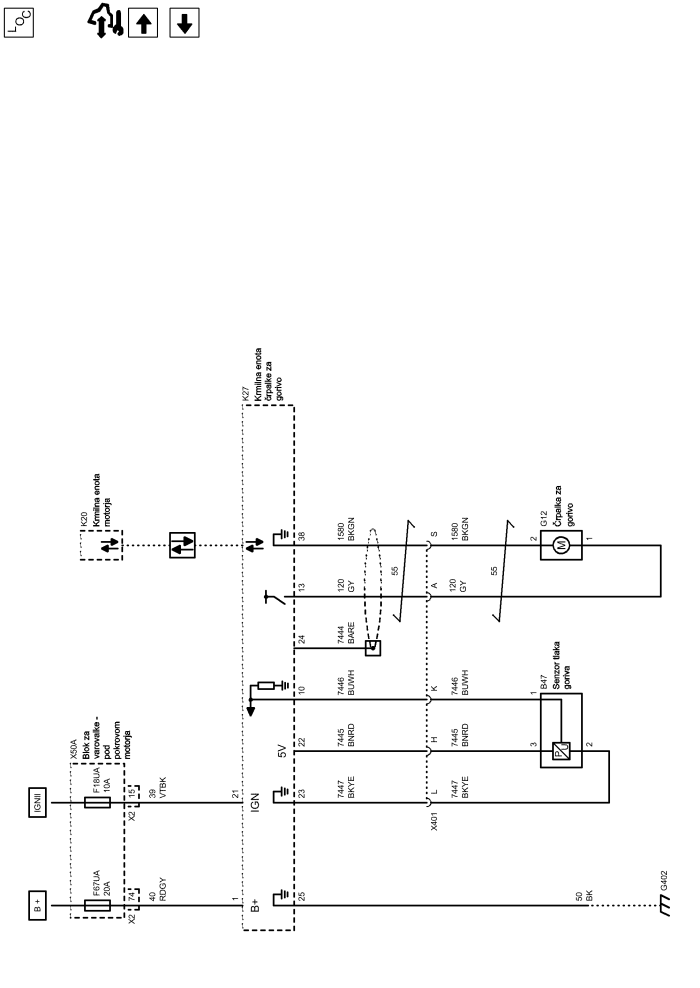 LOC
K20
Krmilna enota
motorja
K27
Krmilna enota
črpalke za
gorivo
X50A
Blok za
varovalke -
pod
pokrovom
motorja
IGNII
B +
F18UA
10A
F67UA
20A
X2
15
X2
74
39
VTBK
40
RDGY
21
1
IGN
B+
5V
38
13
24
10
22
23
25
1580
BKGN
120
GY
7444
BARE
7446
BUWH
7445
BNRD
7447
BKYE
55
S
A
K
H
L
X401
1580
BKGN
120
GY
7446
BUWH
7445
BNRD
7447
BKYE
55
50
BK
G12
Črpalka za
gorivo
2
M
1
B47
Senzor tlaka
goriva
1
3
P
U
2
G402